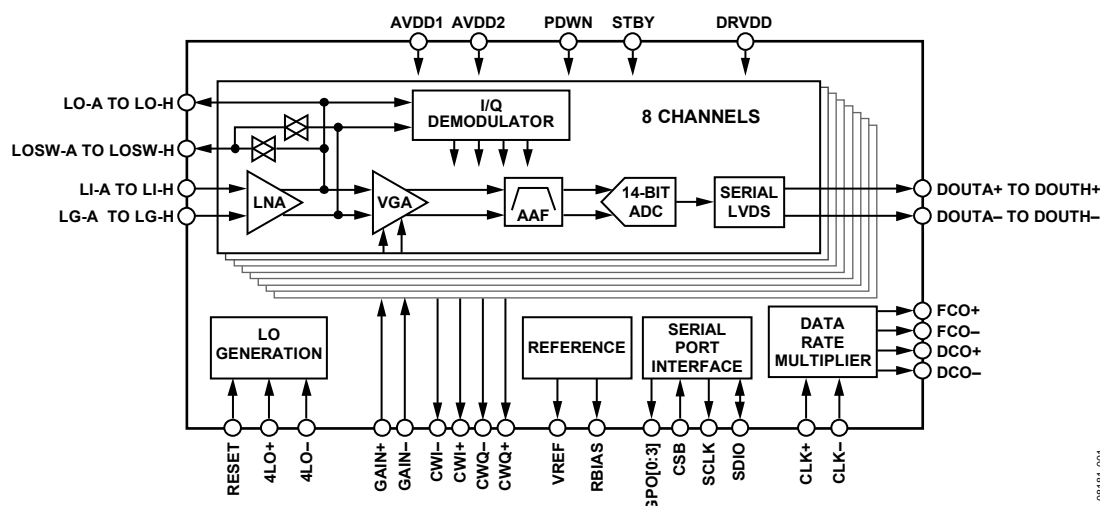 AVDD1 AVDD2 PDWN STBY DRVDD
LO-A TO LO-H
LOSW-A TO LOSW-H
LI-A TO LI-H
LG-A TO LG-H
I/Q
DEMODULATOR
8 CHANNELS
LNA
VGA
AAF
14-BIT
ADC
SERIAL
LVDS
DOUTA+ TO DOUTH+
DOUTA– TO DOUTH–
LO
GENERATION
REFERENCE
SERIAL
PORT
INTERFACE
DATA
RATE
MULTIPLIER
FCO+
FCO–
DCO+
DCO–
RESET
4LO+
4LO–
GAIN+
GAIN–
CWI–
CWI+
CWQ–
CWQ+
VREF
RBIAS
GPO[0:3]
CSB
SCLK
SDIO
CLK+
CLK–